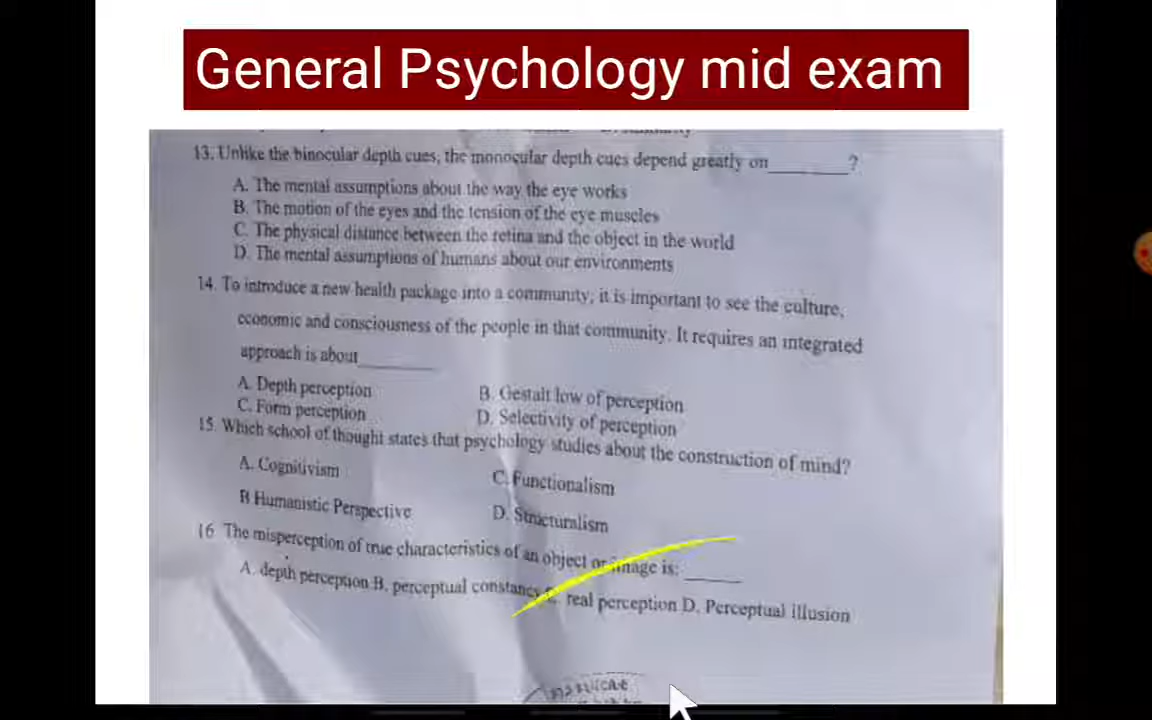 General Psychology mid exam
13. Unlike the binocular depth cues, the monocular depth cues depend greatly on ________?
A. The mental assumptions about the way the eye works
B. The motion of the eyes and the tension of the eye muscles
C. The physical distance between the retina and the object in the world
D. The mental assumptions of humans about our environments
14. To introduce a new health package into a community; it is important to see the culture,
economic and consciousness of the people in that community. It requires an integrated
approach is about________
A. Depth perception B. Gestalt low of perception
C. Form perception D. Selectivity of perception
15. Which school of thought states that psychology studies about the construction of mind?
A. Cognitivism C. Functionalism
B Humanistic Perspective D. Structuralism
16 The misperception of true characteristics of an object or image is: ______
A. depth perception B. perceptual constancy real perception D. Perceptual illusion